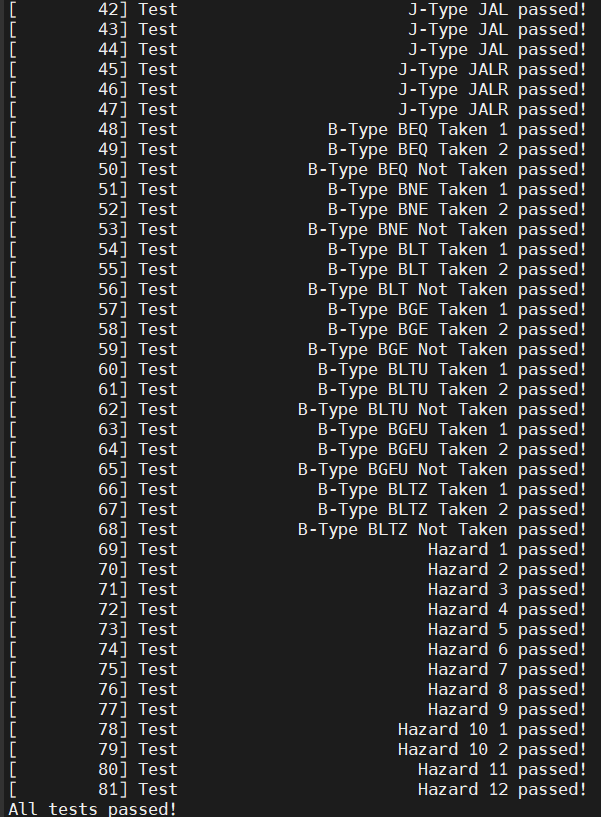 [        42] Test                       J-Type JAL passed!
[        43] Test                       J-Type JAL passed!
[        44] Test                       J-Type JAL passed!
[        45] Test                      J-Type JALR passed!
[        46] Test                      J-Type JALR passed!
[        47] Test                      J-Type JALR passed!
[        48] Test               B-Type BEQ Taken 1 passed!
[        49] Test               B-Type BEQ Taken 2 passed!
[        50] Test             B-Type BEQ Not Taken passed!
[        51] Test               B-Type BNE Taken 1 passed!
[        52] Test               B-Type BNE Taken 2 passed!
[        53] Test             B-Type BNE Not Taken passed!
[        54] Test               B-Type BLT Taken 1 passed!
[        55] Test               B-Type BLT Taken 2 passed!
[        56] Test             B-Type BLT Not Taken passed!
[        57] Test               B-Type BGE Taken 1 passed!
[        58] Test               B-Type BGE Taken 2 passed!
[        59] Test             B-Type BGE Not Taken passed!
[        60] Test              B-Type BLTU Taken 1 passed!
[        61] Test              B-Type BLTU Taken 2 passed!
[        62] Test            B-Type BLTU Not Taken passed!
[        63] Test              B-Type BGEU Taken 1 passed!
[        64] Test              B-Type BGEU Taken 2 passed!
[        65] Test            B-Type BGEU Not Taken passed!
[        66] Test              B-Type BLTZ Taken 1 passed!
[        67] Test              B-Type BLTZ Taken 2 passed!
[        68] Test            B-Type BLTZ Not Taken passed!
[        69] Test                         Hazard 1 passed!
[        70] Test                         Hazard 2 passed!
[        71] Test                         Hazard 3 passed!
[        72] Test                         Hazard 4 passed!
[        73] Test                         Hazard 5 passed!
[        74] Test                         Hazard 6 passed!
[        75] Test                         Hazard 7 passed!
[        76] Test                         Hazard 8 passed!
[        77] Test                         Hazard 9 passed!
[        78] Test                      Hazard 10 1 passed!
[        79] Test                      Hazard 10 2 passed!
[        80] Test                        Hazard 11 passed!
[        81] Test                        Hazard 12 passed!
All tests passed!